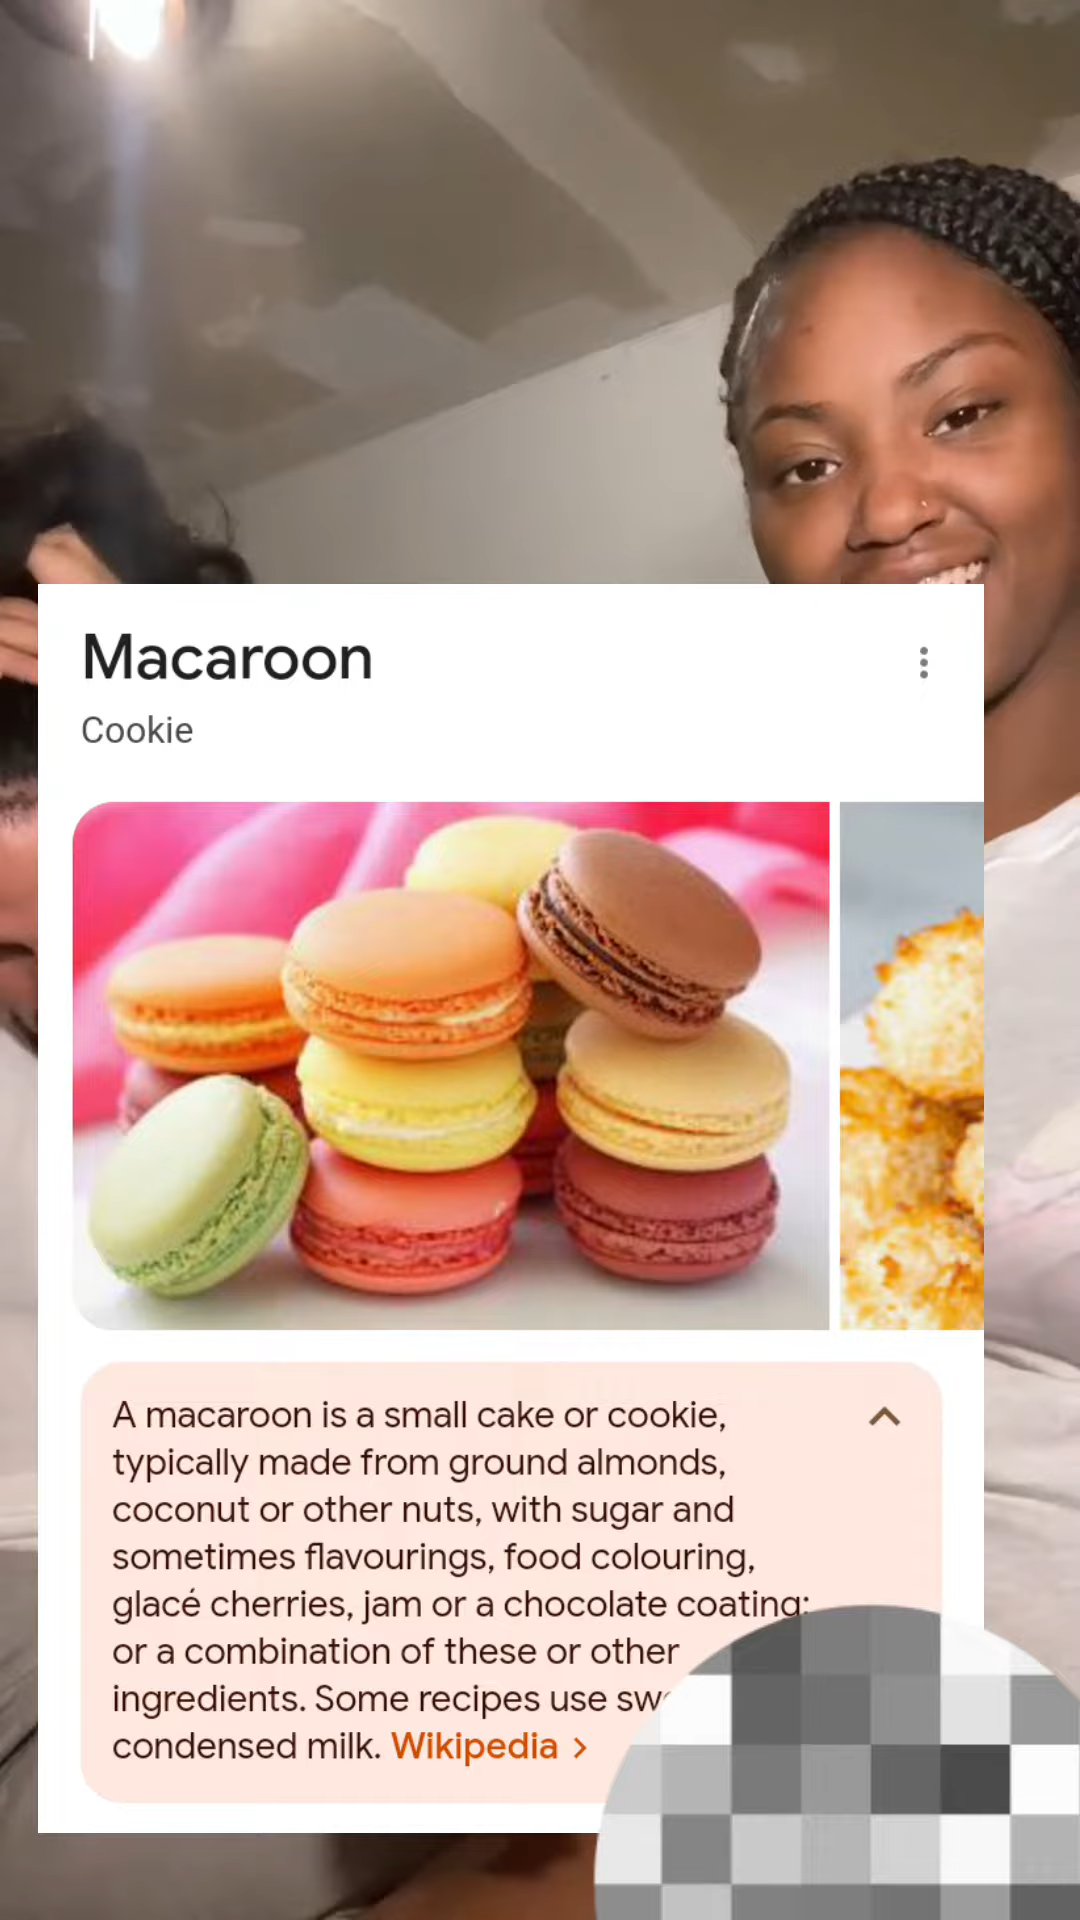 Macaroon
Cookie
A macaroon is a small cake or cookie,
typically made from ground almonds,
coconut or other nuts, with sugar and
sometimes flavourings, food colouring,
glacé cherries, jam or a chocolate coating;
or a combination of these or other
ingredients. Some recipes use
condensed milk. Wikipedia >